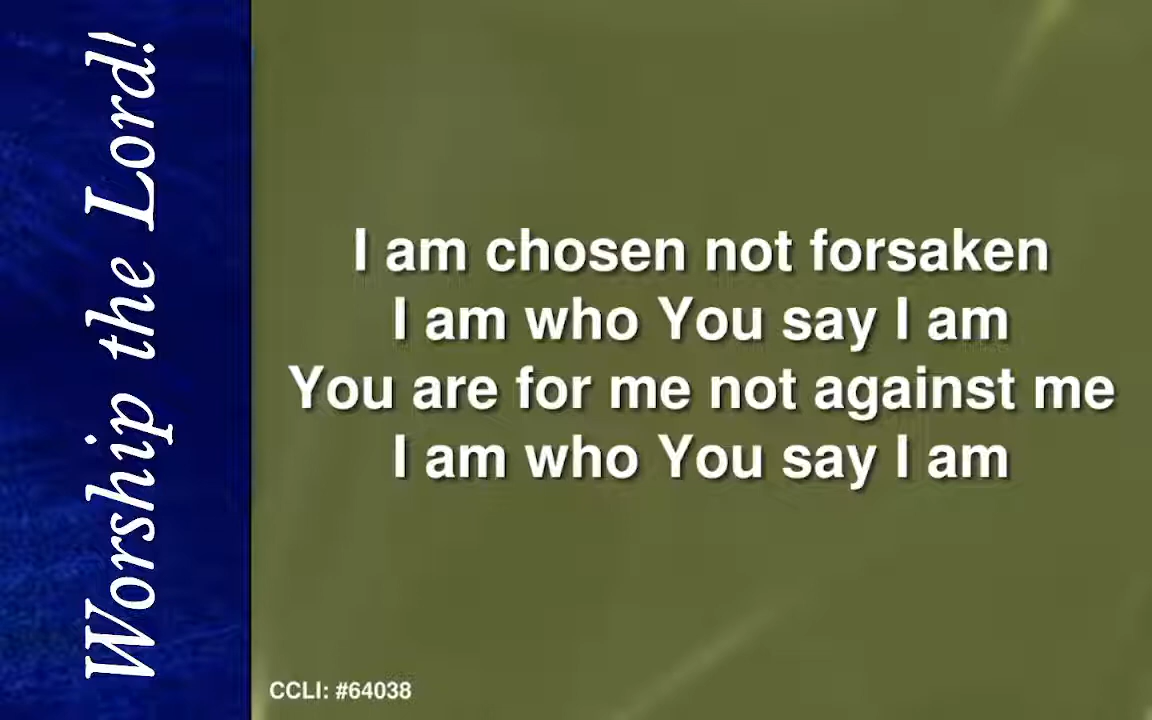 Worship the Lord!
I am chosen not forsaken
I am who You say I am
You are for me not against me
I am who You say I am
CCLI: #64038